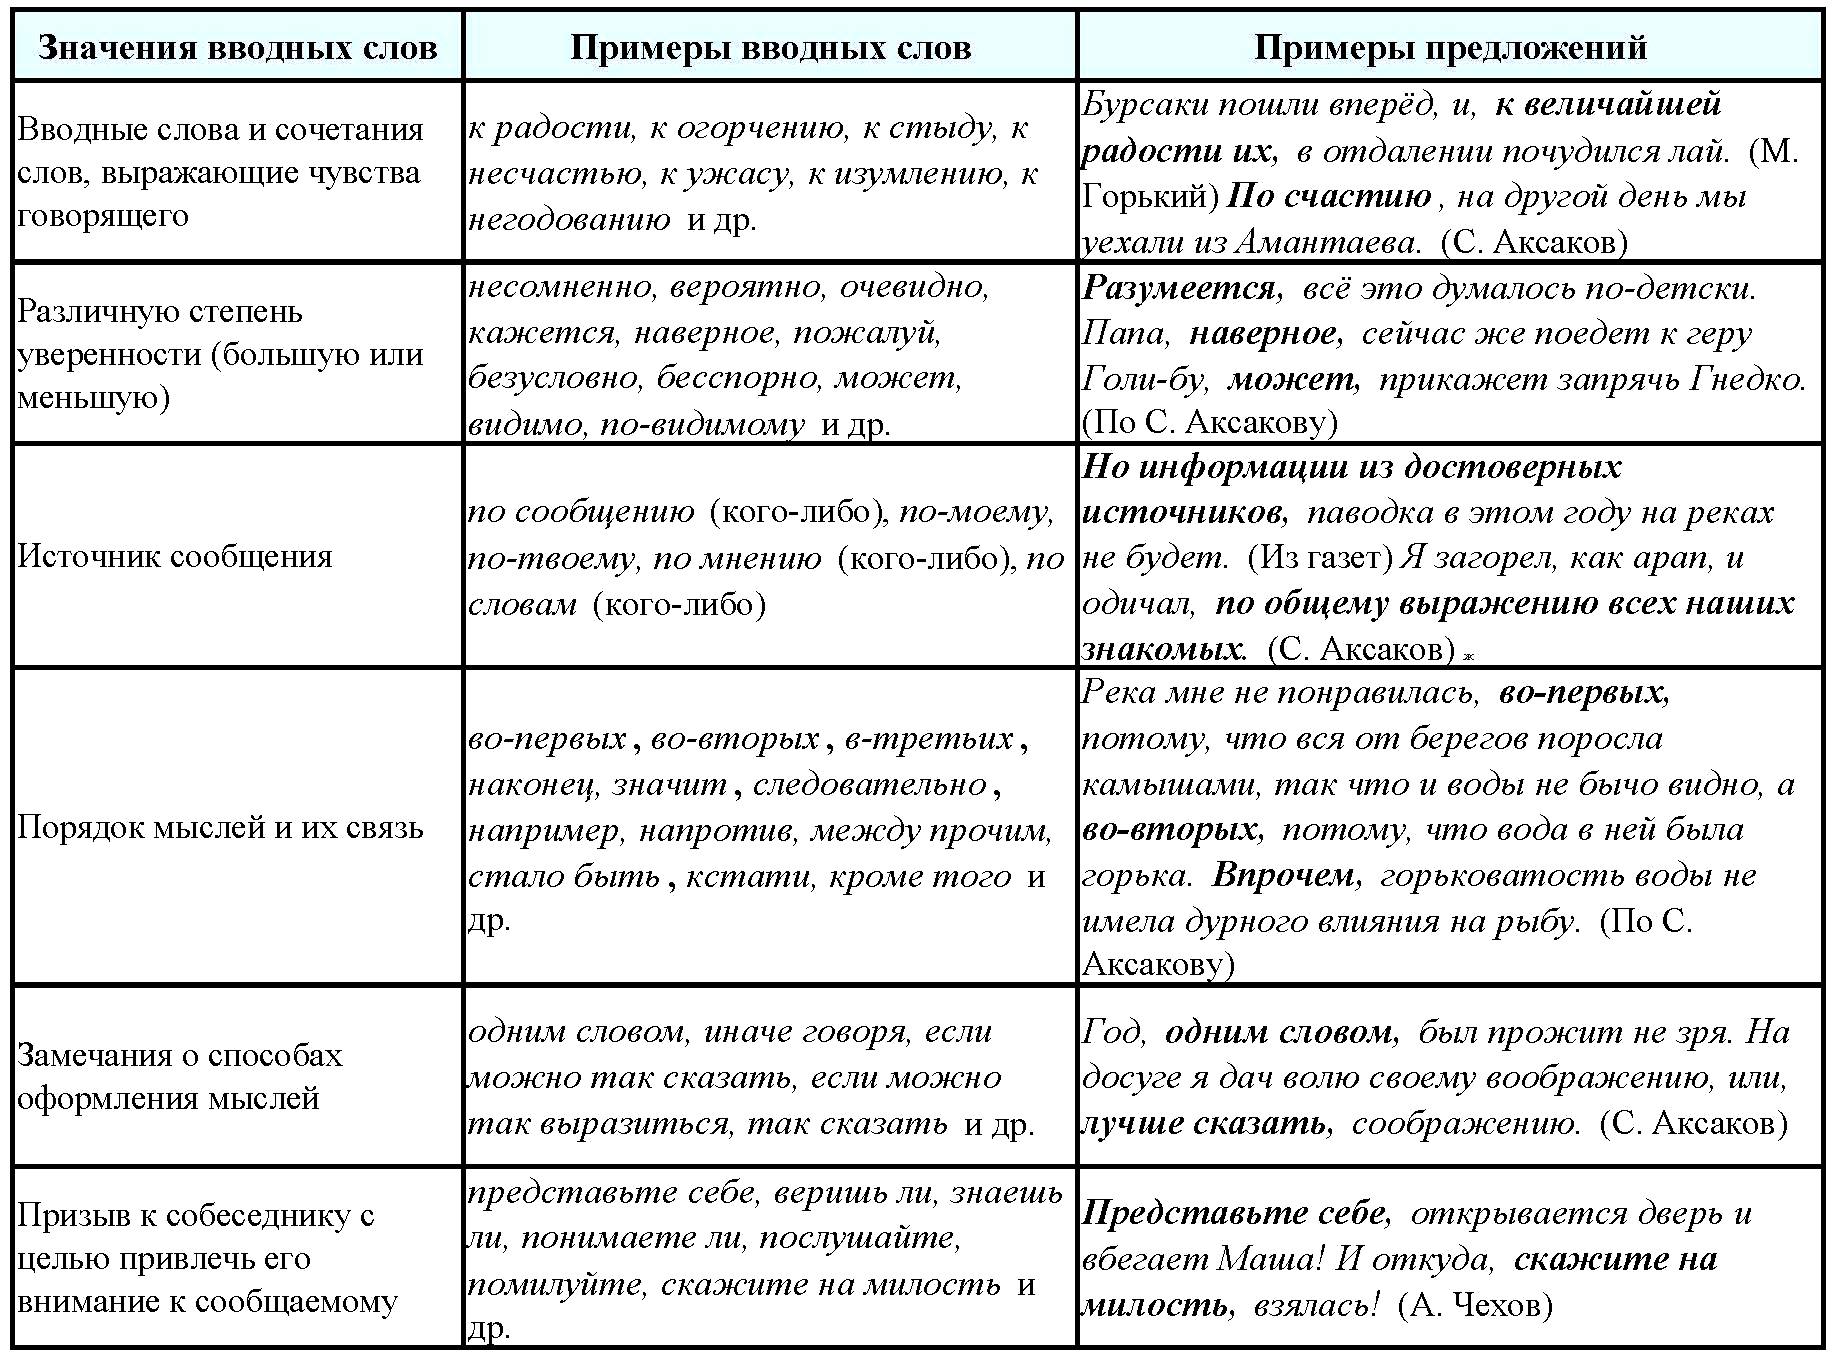 Значения вводных слов
Примеры вводных слов
Примеры предложений
Вводные слова и сочетания
слов, выражающие чувства
говорящего
к радости, к огорчению, к стыду, к
несчастью, к ужасу, к изумлению, к
негодованию и др.
Бурсаки пошли вперёд, и, к величайшей
радости их, в отдалении почудился лай. (М.
Горький) По счастию , на другой день мы
уехали из Амантаева. (С. Аксаков)
Различную степень
уверенности (большую или
меньшую)
несомненно, вероятно, очевидно,
кажется, наверное, пожалуй,
безусловно, бесспорно, может,
видимо, по-видимому и др.
Разумеется, всё это думалось по-детски.
Папа, наверное, сейчас же поедет к геру
Голи-бу, может, прикажет запрячь Гнедко.
(По С. Аксакову)
Источник сообщения
по сообщению (кого-либо), по-моему,
по-твоему, по мнению (кого-либо), по
словам (кого-либо)
Но информации из достоверных
источников, паводка в этом году на реках
не будет. (Из газет) Я загорел, как арап, и
одичал, по общему выражению всех наших
знакомых. (С. Аксаков) ж
Порядок мыслей и их связь
во-первых , во-вторых , в-третьих ,
наконец, значит , следовательно ,
например, напротив, между прочим,
стало быть , кстати, кроме того и
др.
Река мне не понравилась, во-первых,
потому, что вся от берегов поросла
камышами, так что и воды не бычо видно, а
во-вторых, потому, что вода в ней была
горька. Впрочем, горьковатость воды не
имела дурного влияния на рыбу. (По С.
Аксакову)
Замечания о способах
оформления мыслей
одним словом, иначе говоря, если
можно так сказать, если можно
так выразиться, так сказать и др.
Год, одним словом, был прожит не зря. На
досуге я дач волю своему воображению, или,
лучше сказать, соображению. (С. Аксаков)
Призыв к собеседнику с
целью привлечь его
внимание к сообщаемому
представьте себе, веришь ли, знаешь
ли, понимаете ли, послушайте,
помилуйте, скажите на милость и
др.
Представьте себе, открывается дверь и
вбегает Маша! И откуда, скажите на
милость, взялась! (А. Чехов)